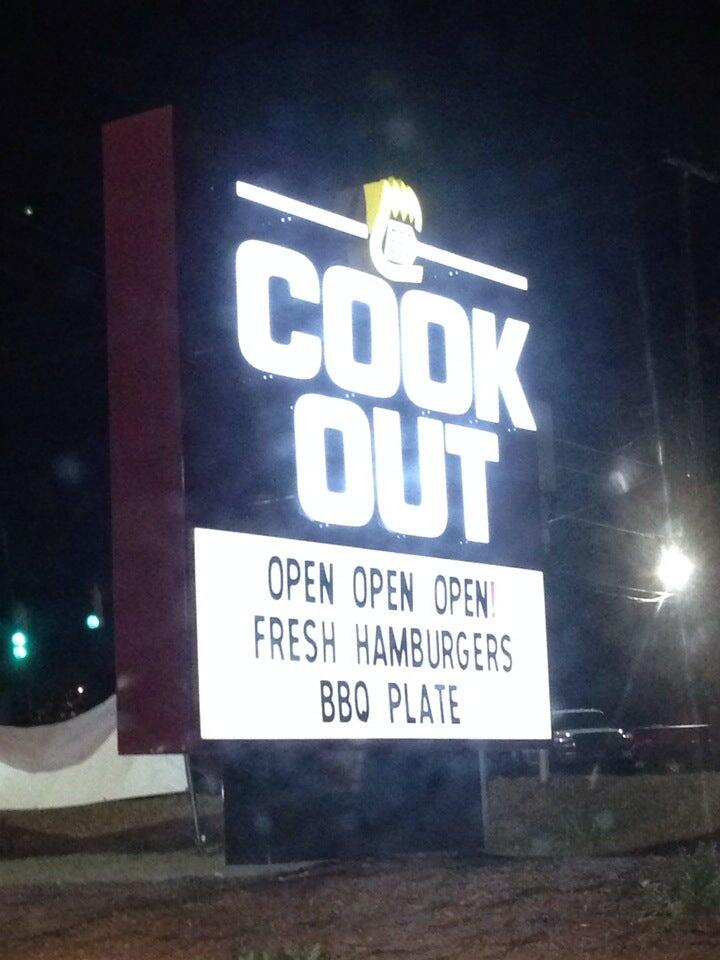 COOK
OUT
OPEN OPEN OPEN!
FRESH HAMBURGERS
BBQ PLATE